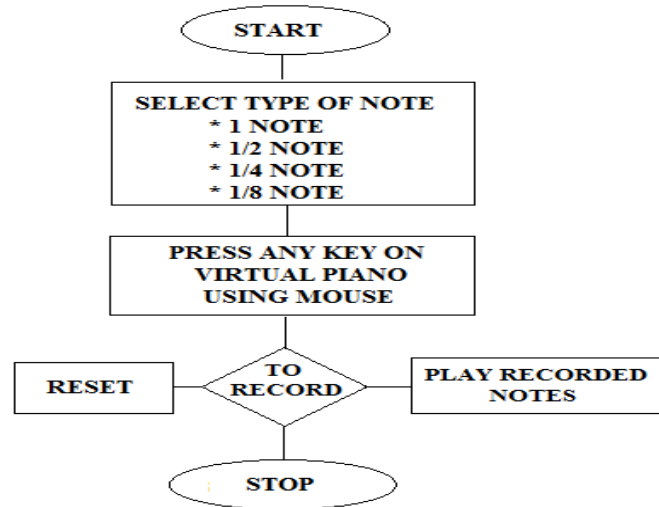 START
SELECT TYPE OF NOTE
* 1 NOTE
* 1/2 NOTE
* 1/4 NOTE
* 1/8 NOTE
PRESS ANY KEY ON
VIRTUAL PIANO
USING MOUSE
RESET
TO
RECORD
PLAY RECORDED
NOTES
STOP